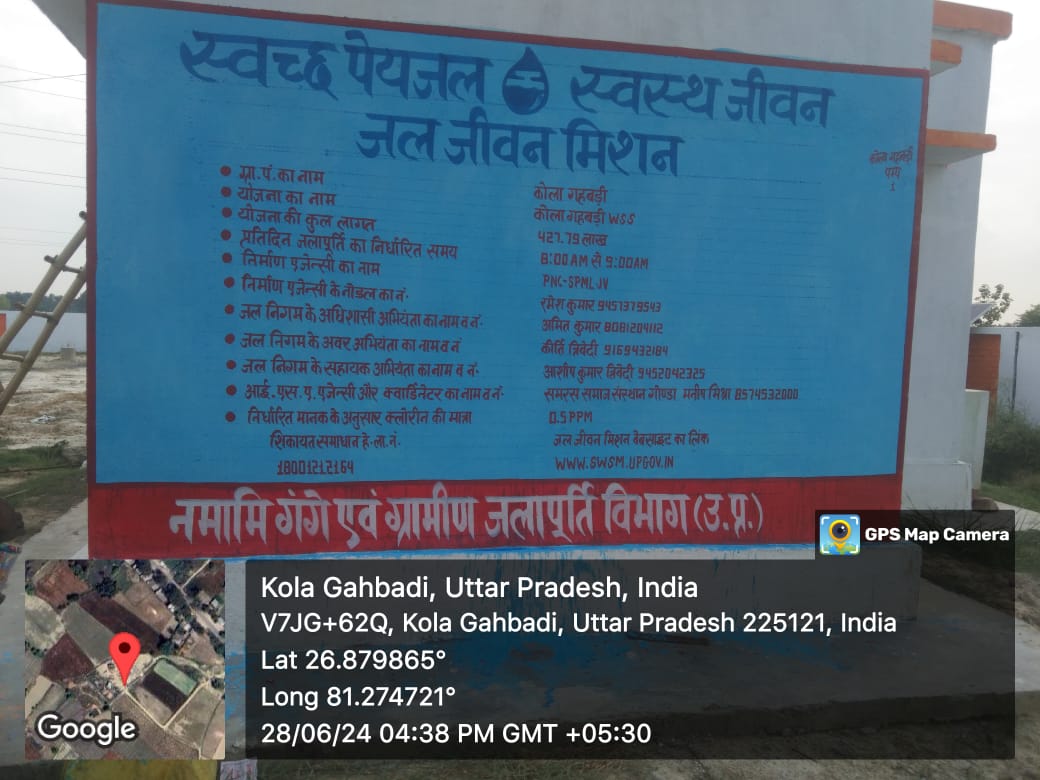 स्वच्छ पेयजल स्वस्थ जीवन
जल जीवन मिशन
कोला गहबड़ी
पम्प
1
ग्रा.पं.का नाम कोला गहबड़ी
योजना का नाम कोला गहबड़ी WSS
योजना की कुल लागत 427.79 लाख
प्रतिदिन जलापूर्ति का निर्धारित समय 8:00AM से 9:00AM
निर्माण एजेन्सी का नाम PNC-SPML JV
निर्माण एजेन्सी के नोडल का नं. रमेश कुमार 9457379543
जल निगम के अधिशासी अभियंता का नाम व नं. अमित कुमार 8081204112
जल निगम के अवर अभियंता का नाम व नं कीर्ति त्रिवेदी 9169432184
जल निगम के सहायक अभियंता का नाम व नं. आशीष कुमार त्रिवेदी 9452042325
आई.एस.ए. एजेन्सी और क्वार्डिनेटर का नाम व नं. समरस समाज संस्थान गोण्डा मनीष मिश्रा 8574532000
निर्धारित मानक के अनुसार क्लोरीन की मात्रा 0.5 PPM
शिकायत समाधान हे.ला.नं. जल जीवन मिशन वेबसाइट का लिंक
18001212164 WWW.SWSM.UPGOV.IN
नमामि गंगे एवं ग्रामीण जलापूर्ति विभाग (उ.प्र.)
GPS Map Camera
Kola Gahbadi, Uttar Pradesh, India
V7JG+62Q, Kola Gahbadi, Uttar Pradesh 225121, India
Lat 26.879865°
Long 81.274721°
28/06/24 04:38 PM GMT +05:30
Google